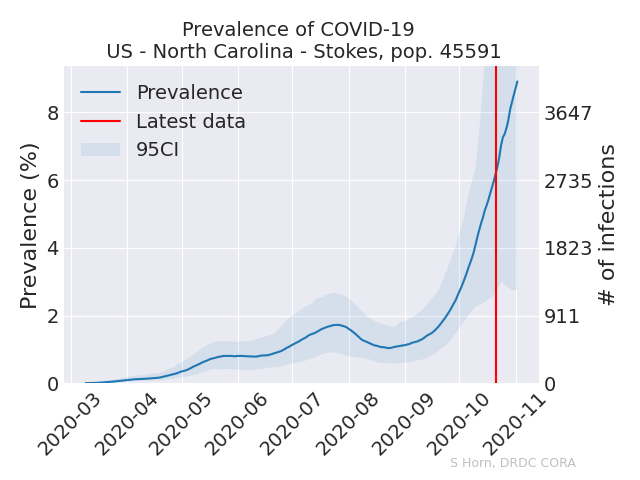 Prevalence of COVID-19
US - North Carolina - Stokes, pop. 45591
Prevalence
Latest data
95CI
Prevalence (%)
8
6
4
2
0
3647
2735
1823
911
0
# of infections
2020-03
2020-04
2020-05
2020-06
2020-07
2020-08
2020-09
2020-10
2020-11
S Horn, DRDC CORA